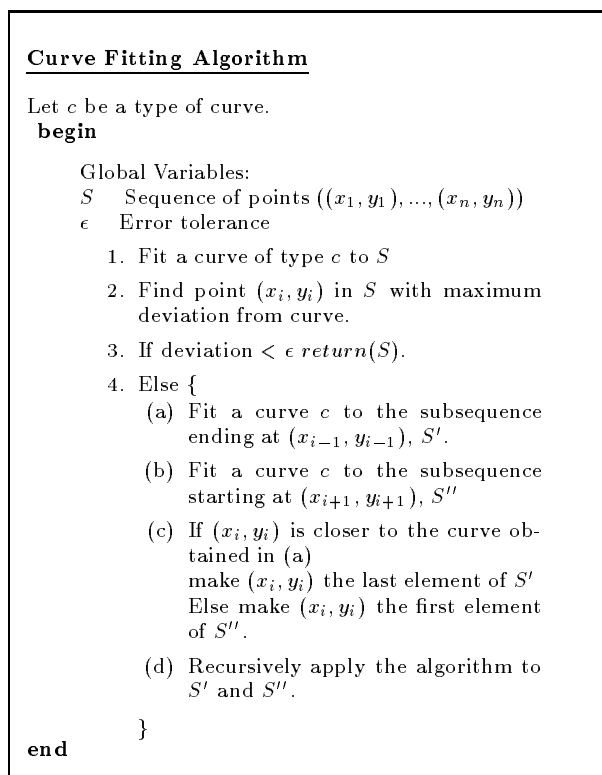 Curve Fitting Algorithm
Let c be a type of curve.
begin
Global Variables:
S Sequence of points ((x₁, y₁), ..., (xₙ, yₙ))
ϵ Error tolerance
1. Fit a curve of type c to S
2. Find point (xᵢ, yᵢ) in S with maximum
deviation from curve.
3. If deviation < ϵ return(S).
4. Else {
(a) Fit a curve c to the subsequence
ending at (xᵢ₋₁, yᵢ₋₁), S′.
(b) Fit a curve c to the subsequence
starting at (xᵢ₊₁, yᵢ₊₁), S″
(c) If (xᵢ, yᵢ) is closer to the curve ob-
tained in (a)
make (xᵢ, yᵢ) the last element of S′
Else make (xᵢ, yᵢ) the first element
of S″.
(d) Recursively apply the algorithm to
S′ and S″.
}
end